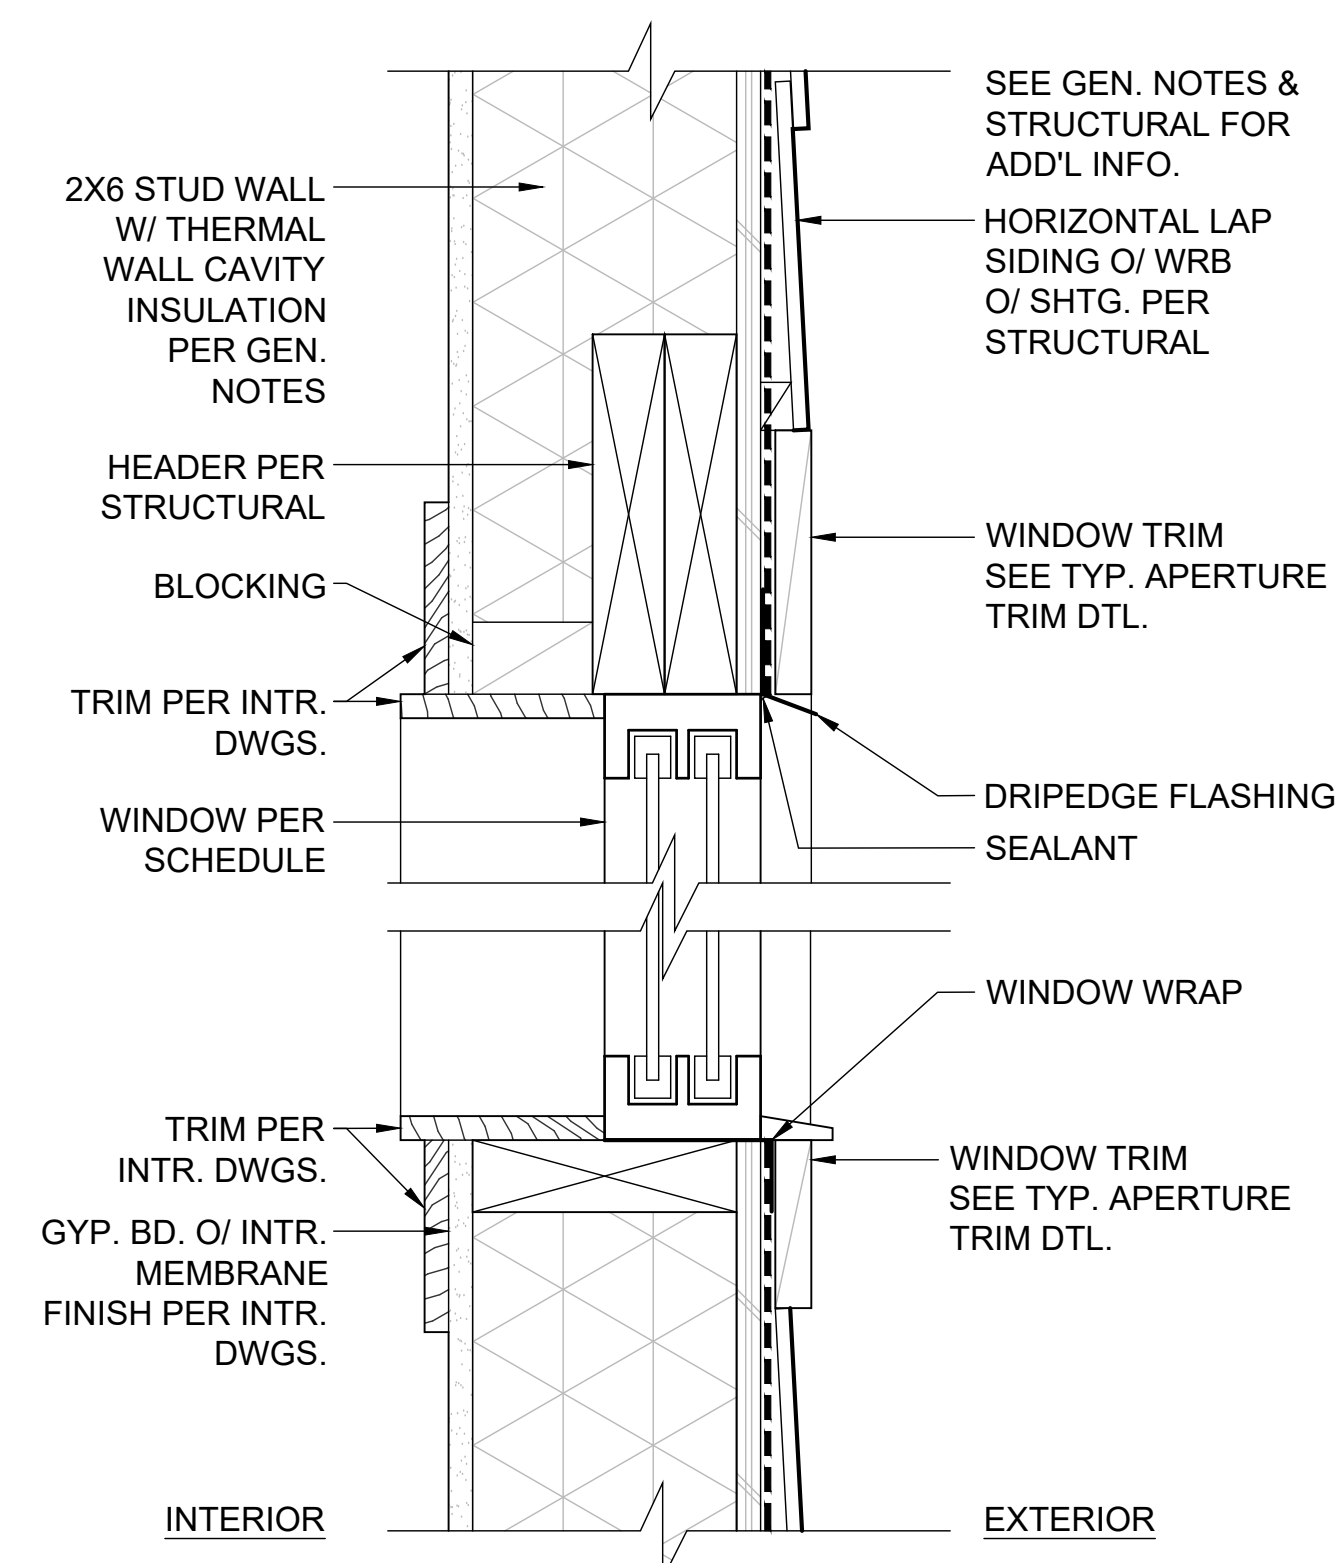 2X6 STUD WALL
W/ THERMAL
WALL CAVITY
INSULATION
PER GEN.
NOTES
HEADER PER
STRUCTURAL
BLOCKING
TRIM PER INTR.
DWGS.
WINDOW PER
SCHEDULE
TRIM PER
INTR. DWGS.
GYP. BD. O/ INTR.
MEMBRANE
FINISH PER INTR.
DWGS.
INTERIOR
SEE GEN. NOTES &
STRUCTURAL FOR
ADD'L INFO.
HORIZONTAL LAP
SIDING O/ WRB
O/ SHTG. PER
STRUCTURAL
WINDOW TRIM
SEE TYP. APERTURE
TRIM DTL.
DRIPEDGE FLASHING
SEALANT
WINDOW WRAP
WINDOW TRIM
SEE TYP. APERTURE
TRIM DTL.
EXTERIOR